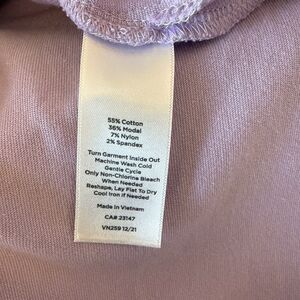 55% Cotton
36% Modal
7% Nylon
2% Spandex
Turn Garment Inside Out
Machine Wash Cold
Gentle Cycle
Only Non-Chlorine Bleach
When Needed
Reshape, Lay Flat To Dry
Cool Iron if Needed
Made in Vietnam
CA# 23147
VN259 12/21